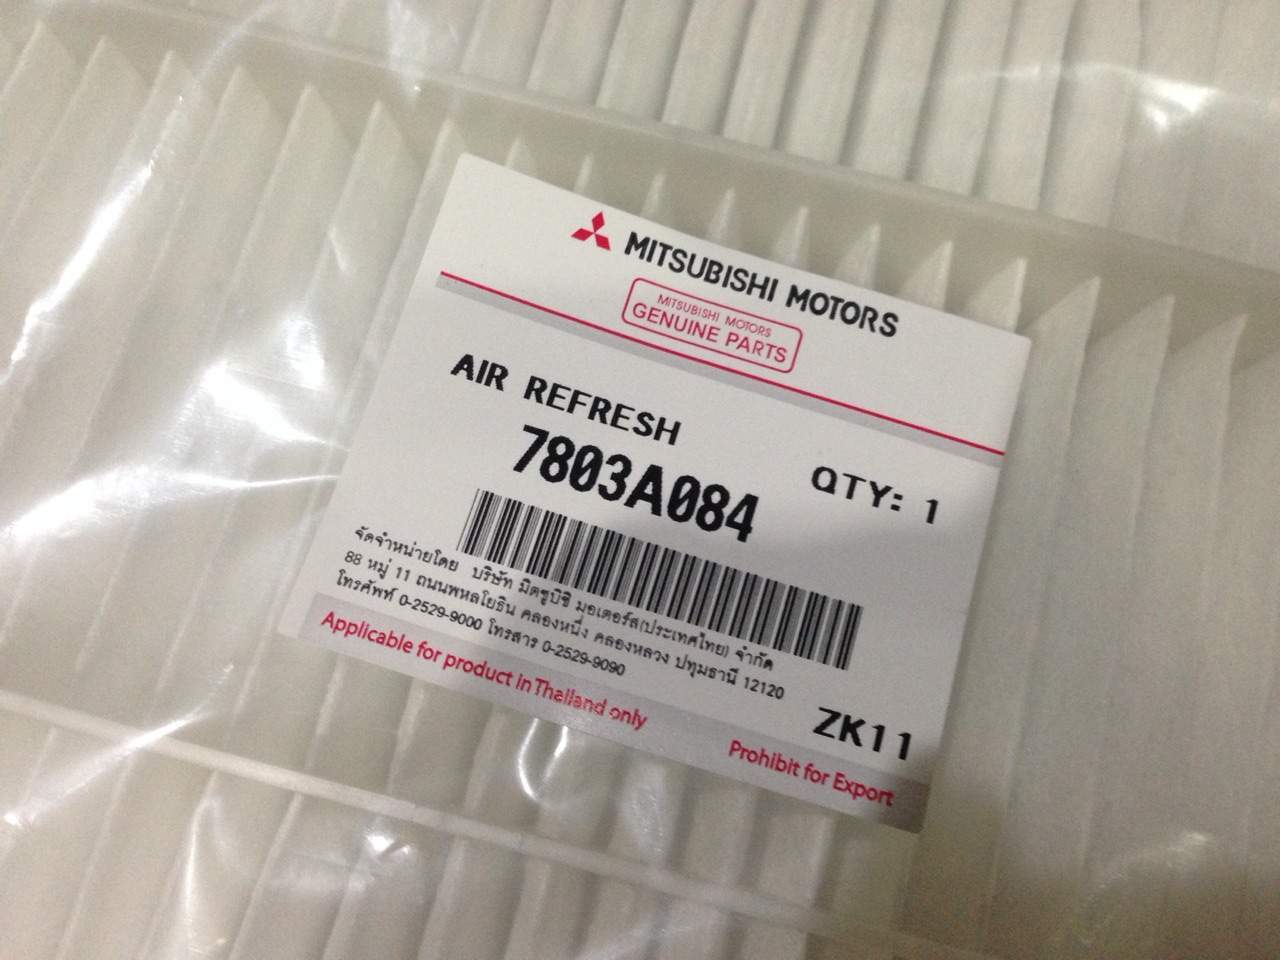 MITSUBISHI MOTORS
MITSUBISHI MOTORS
GENUINE PARTS
AIR REFRESH
7803A084
QTY: 1
จัดจำหน่ายโดย บริษัท มิตซูบิชิ มอเตอร์ส(ประเทศไทย) จำกัด
88 หมู่ 11 ถนนพหลโยธิน คลองหนึ่ง คลองหลวง ปทุมธานี 12120
โทรศัพท์ 0-2529-9000 โทรสาร 0-2529-9090
ZK11
Applicable for product in Thailand only
Prohibit for Export